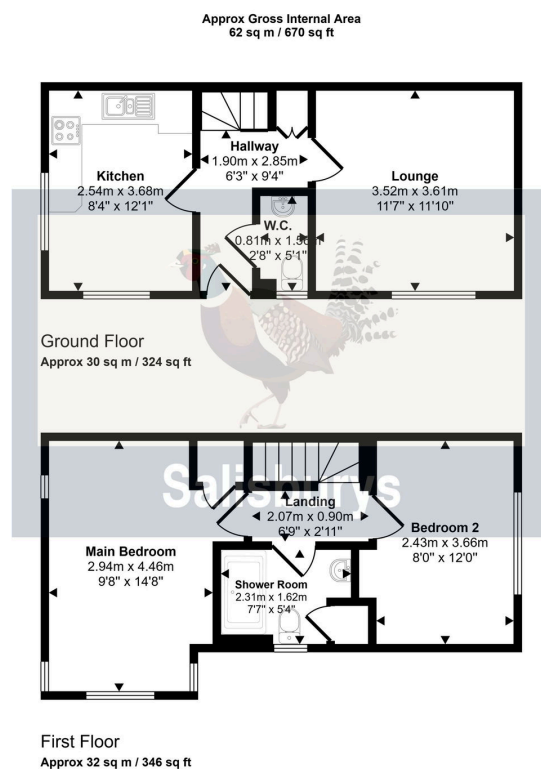 Approx Gross Internal Area
62 sq m / 670 sq ft
Kitchen
2.54m x 3.68m
8'4" x 12'1"
Hallway
1.90m x 2.85m
6'3" x 9'4"
Lounge
3.52m x 3.61m
11'7" x 11'10"
W.C.
0.81m x
2'8" x 5'1"
Ground Floor
Approx 30 sq m / 324 sq ft
Salisburys
Landing
2.07m x 0.90m
6'9" x 2'11"
Main Bedroom
2.94m x 4.46m
9'8" x 14'8"
Bedroom 2
2.43m x 3.66m
8'0" x 12'0"
Shower Room
2.31m x 1.62m
7'7" x 5'4"
First Floor
Approx 32 sq m / 346 sq ft